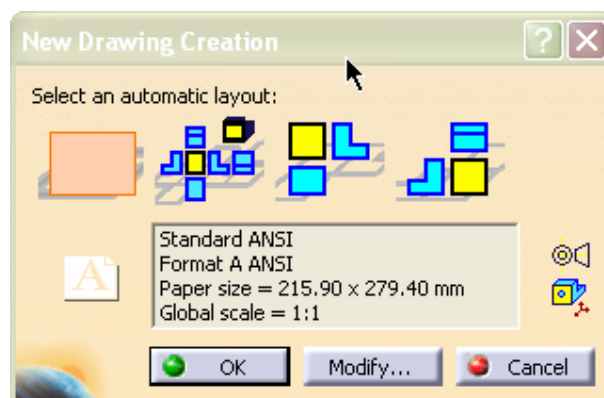 New Drawing Creation
Select an automatic layout:
A
Standard ANSI
Format A ANSI
Paper size = 215.90 x 279.40 mm
Global scale = 1:1
OK
Modify...
Cancel